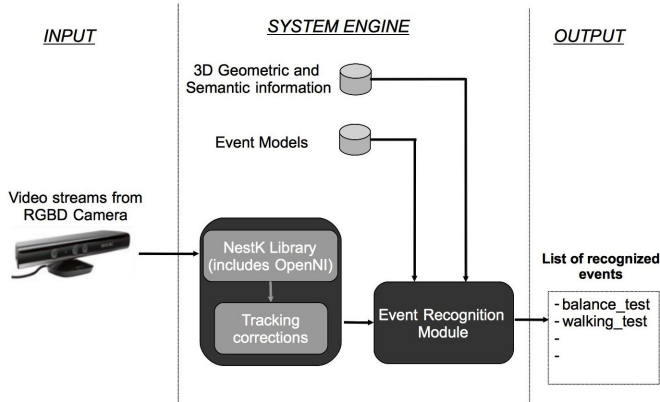 INPUT
SYSTEM ENGINE
OUTPUT
3D Geometric and
Semantic information
Event Models
Video streams from
RGBD Camera
NestK Library
(includes OpenNI)
Tracking
corrections
Event Recognition
Module
List of recognized
events
- balance_test
- walking_test
-
-